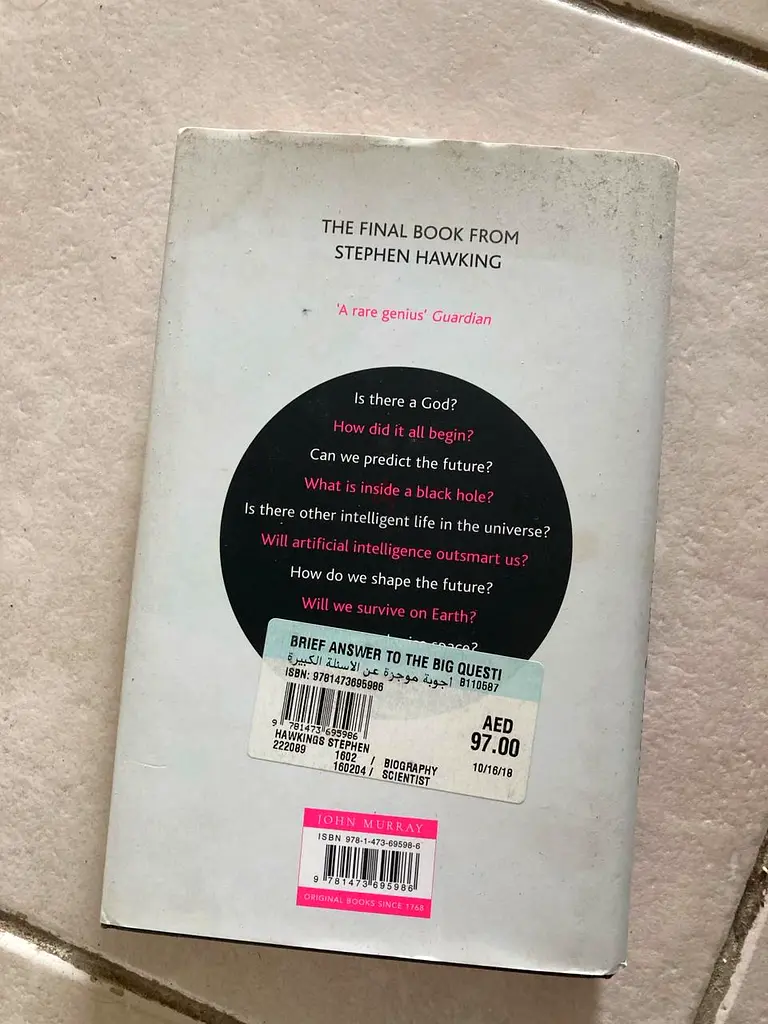 THE FINAL BOOK FROM
STEPHEN HAWKING
'A rare genius' Guardian
Is there a God?
How did it all begin?
Can we predict the future?
What is inside a black hole?
Is there other intelligent life in the universe?
Will artificial intelligence outsmart us?
How do we shape the future?
Will we survive on Earth?
space?
BRIEF ANSWER TO THE BIG QUESTI
أجوبة موجزة عن الاسئلة الكبيرة B110587
ISBN: 9781473695986
9 781473 695986
HAWKINGS STEPHEN
222089 1602 / BIOGRAPHY
160204 / SCIENTIST
AED
97.00
10/16/18
JOHN MURRAY
ISBN 978-1-473-69598-6
9 781473 695986
ORIGINAL BOOKS SINCE 1768